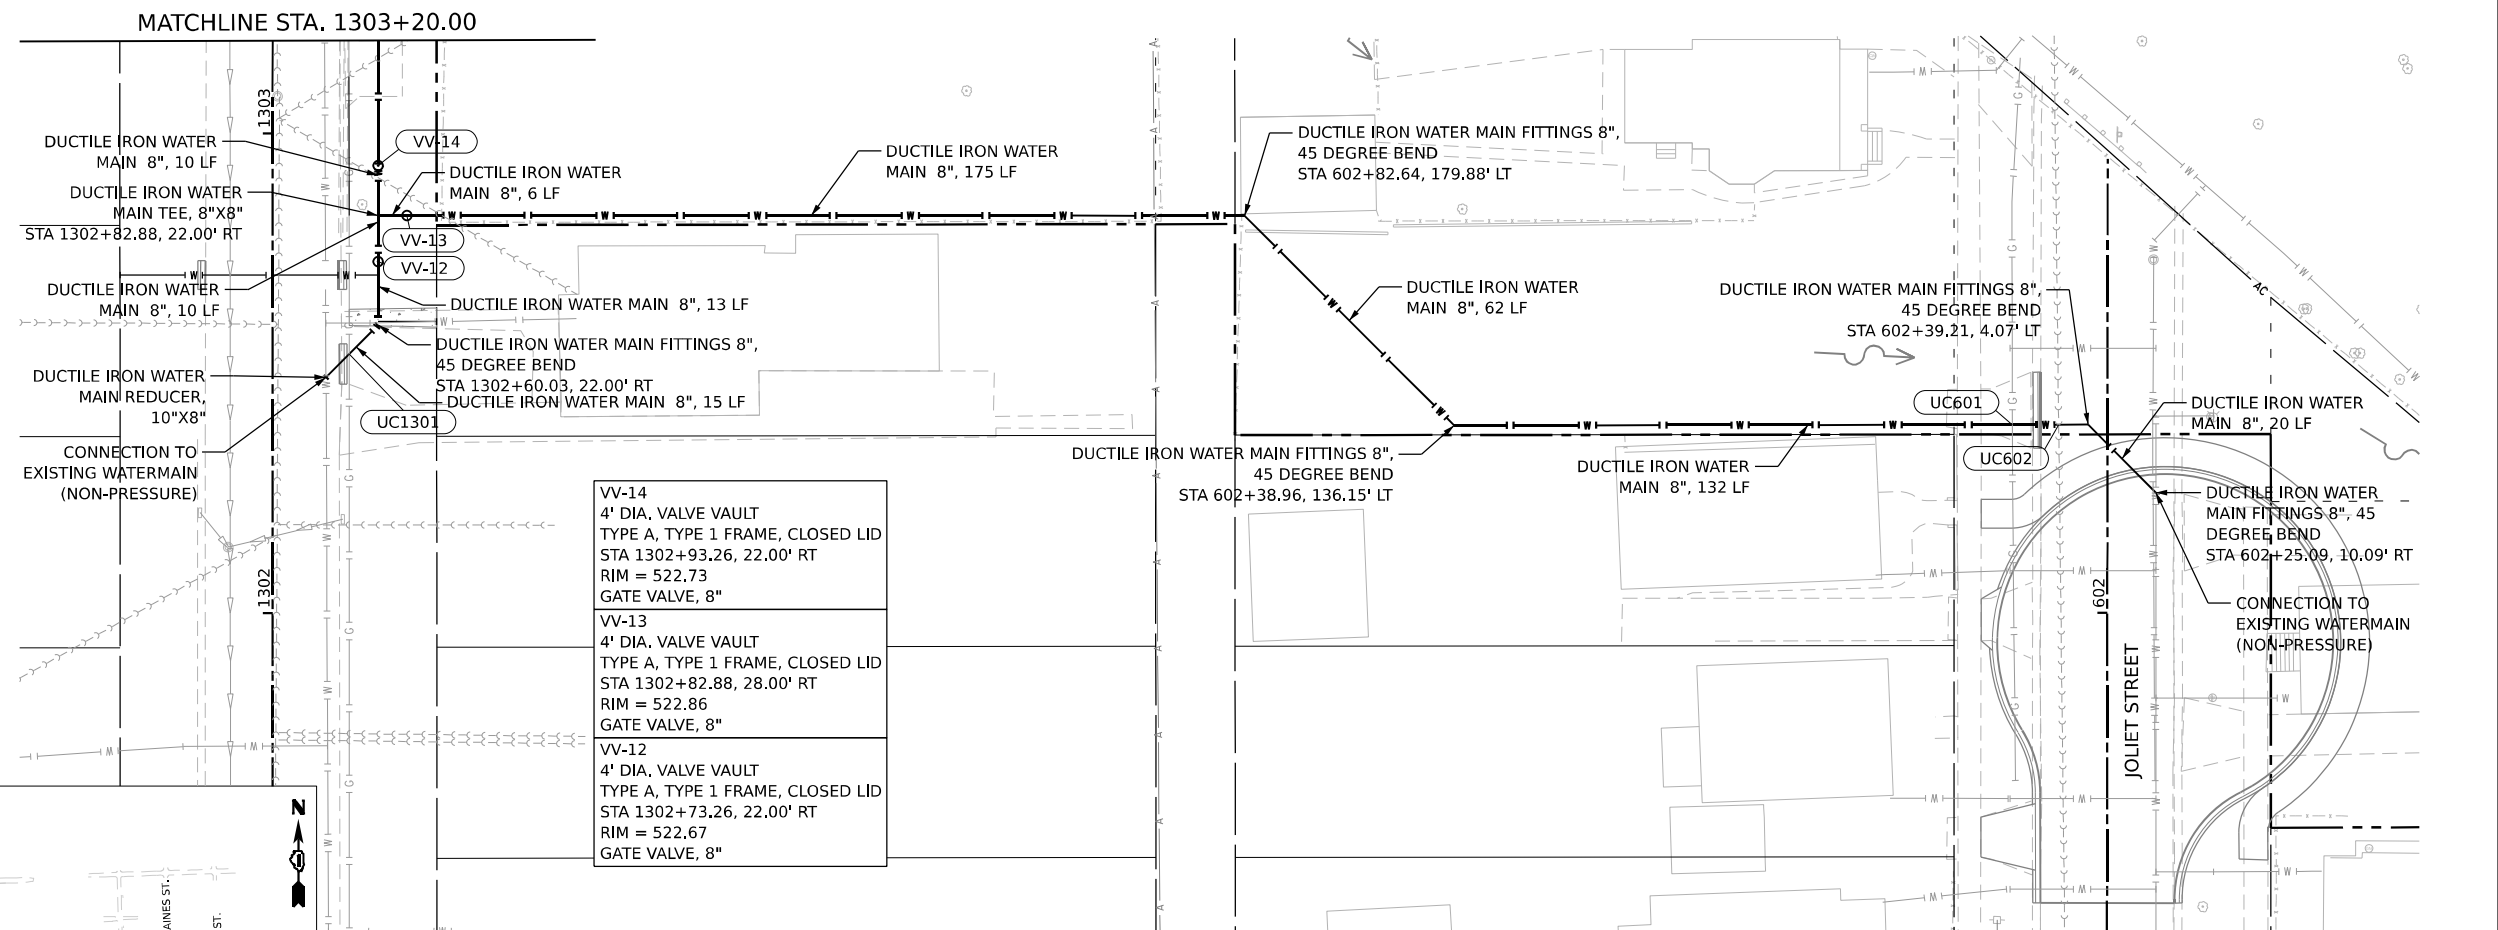 MATCHLINE STA. 1303+20.00
1303
DUCTILE IRON WATER
MAIN 8", 10 LF
VV-14
DUCTILE IRON WATER
MAIN 8", 6 LF
DUCTILE IRON WATER
MAIN 8", 175 LF
DUCTILE IRON WATER MAIN FITTINGS 8",
45 DEGREE BEND
STA 602+82.64, 179.88' LT
DUCTILE IRON WATER
MAIN TEE, 8"X8"
STA 1302+82.88, 22.00' RT
VV-13
VV-12
DUCTILE IRON WATER
MAIN 8", 10 LF
DUCTILE IRON WATER MAIN 8", 13 LF
DUCTILE IRON WATER
MAIN 8", 62 LF
DUCTILE IRON WATER MAIN FITTINGS 8",
45 DEGREE BEND
STA 602+39.21, 4.07' LT
AC
DUCTILE IRON WATER MAIN FITTINGS 8",
45 DEGREE BEND
STA 1302+60.03, 22.00' RT
DUCTILE IRON WATER MAIN 8", 15 LF
DUCTILE IRON WATER
MAIN REDUCER,
10"X8"
UC1301
UC601
DUCTILE IRON WATER
MAIN 8", 20 LF
CONNECTION TO
EXISTING WATERMAIN
(NON-PRESSURE)
DUCTILE IRON WATER MAIN FITTINGS 8",
45 DEGREE BEND
STA 602+38.96, 136.15' LT
DUCTILE IRON WATER
MAIN 8", 132 LF
UC602
DUCTILE IRON WATER
MAIN FITTINGS 8", 45
DEGREE BEND
STA 602+25.09, 10.09' RT
VV-14
4' DIA. VALVE VAULT
TYPE A, TYPE 1 FRAME, CLOSED LID
STA 1302+93.26, 22.00' RT
RIM = 522.73
GATE VALVE, 8"
VV-13
4' DIA. VALVE VAULT
TYPE A, TYPE 1 FRAME, CLOSED LID
STA 1302+82.88, 28.00' RT
RIM = 522.86
GATE VALVE, 8"
VV-12
4' DIA. VALVE VAULT
TYPE A, TYPE 1 FRAME, CLOSED LID
STA 1302+73.26, 22.00' RT
RIM = 522.67
GATE VALVE, 8"
1302
602
CONNECTION TO
EXISTING WATERMAIN
(NON-PRESSURE)
JOLIET STREET
N
AINES ST.
ST.